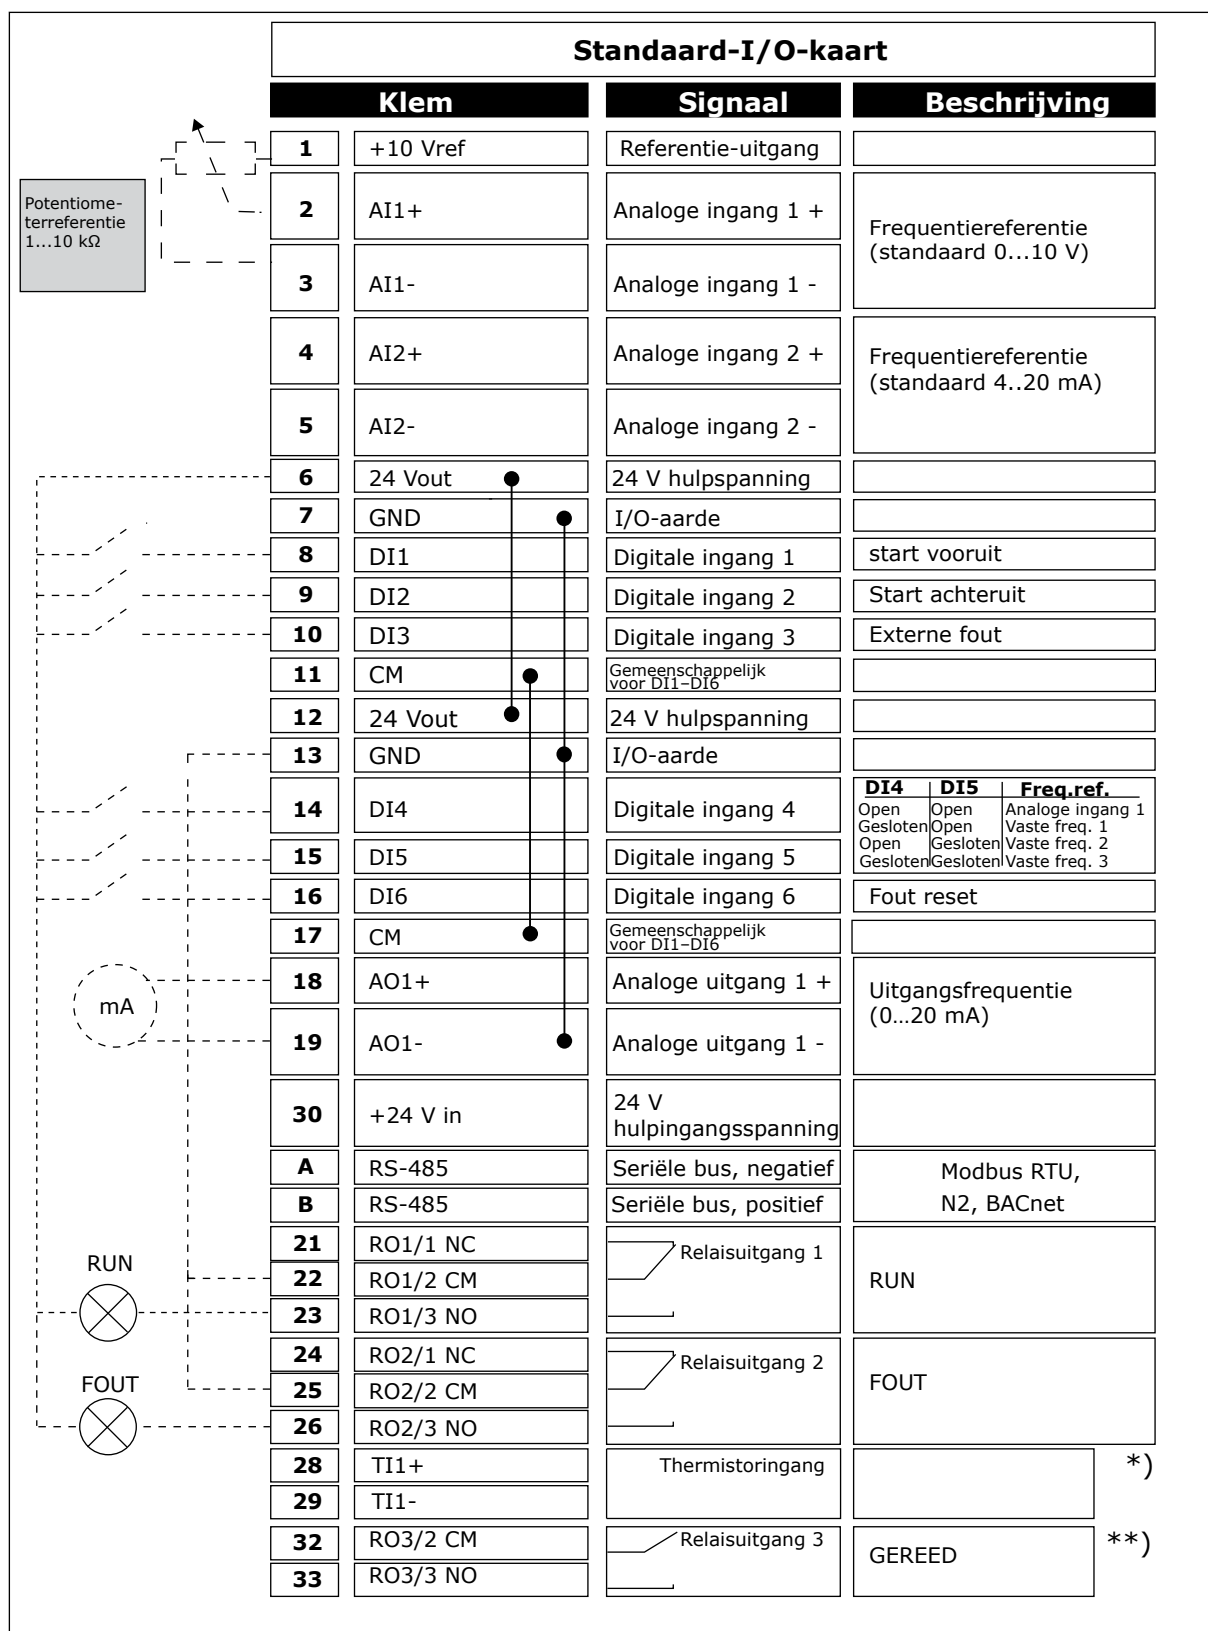 Standaard-I/O-kaart
Klem Signaal Beschrijving
1 +10 Vref Referentie-uitgang
Potentiome-
terreferentie
1...10 kΩ
2 AI1+ Analoge ingang 1 +
Frequentiereferentie
(standaard 0...10 V)
3 AI1- Analoge ingang 1 -
4 AI2+ Analoge ingang 2 +
Frequentiereferentie
(standaard 4..20 mA)
5 AI2- Analoge ingang 2 -
6 24 Vout 24 V hulpspanning
7 GND I/O-aarde
8 DI1 Digitale ingang 1 start vooruit
9 DI2 Digitale ingang 2 Start achteruit
10 DI3 Digitale ingang 3 Externe fout
11 CM Gemeenschappelijk
voor DI1–DI6
12 24 Vout 24 V hulpspanning
13 GND I/O-aarde
14 DI4 Digitale ingang 4
DI4 DI5 Freq.ref.
Open Open Analoge ingang 1
Gesloten Open Vaste freq. 1
Open Gesloten Vaste freq. 2
Gesloten Gesloten Vaste freq. 3
15 DI5 Digitale ingang 5
16 DI6 Digitale ingang 6 Fout reset
17 CM Gemeenschappelijk
voor DI1–DI6
18 AO1+ Analoge uitgang 1 +
Uitgangsfrequentie
(0...20 mA)
mA
19 AO1- Analoge uitgang 1 -
30 +24 V in 24 V
hulpingangsspanning
A RS-485 Seriële bus, negatief
B RS-485 Seriële bus, positief
Modbus RTU,
N2, BACnet
21 RO1/1 NC Relaisuitgang 1
RUN
22 RO1/2 CM RUN
23 RO1/3 NO
24 RO2/1 NC Relaisuitgang 2
FOUT
25 RO2/2 CM FOUT
26 RO2/3 NO
28 TI1+ Thermistoringang *)
29 TI1-
32 RO3/2 CM Relaisuitgang 3 **)
GEREED
33 RO3/3 NO